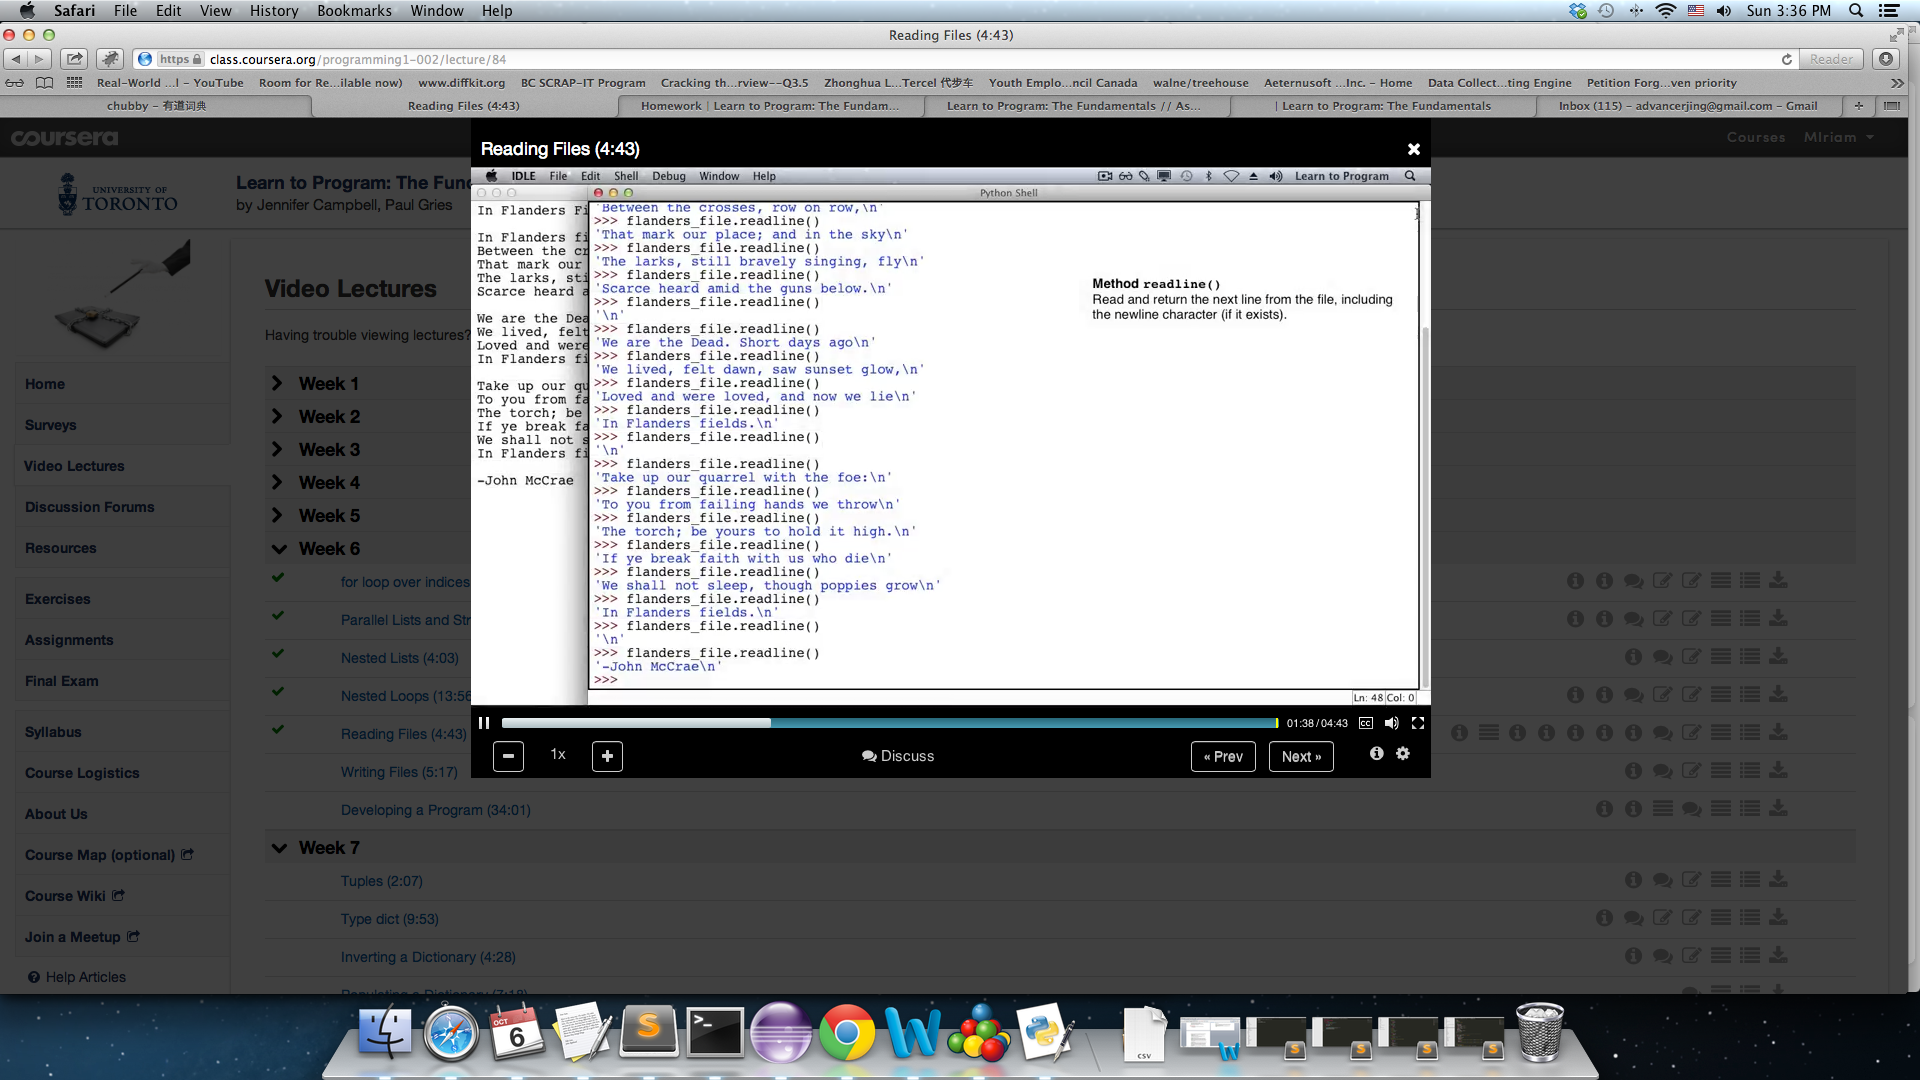 Safari File Edit View History Bookmarks Window Help Sun 3:36 PM
Reading Files (4:43)
https class.coursera.org/programming1-002/lecture/84 Reader
Real-World ...l – YouTube Room for Re...ilable now) www.diffkit.org BC SCRAP-IT Program Cracking th...rview--Q3.5 Zhonghua L...Tercel 代步车 Youth Emplo...ncil Canada walne/treehouse Aeternusoft ...Inc. - Home Data Collect...ting Engine Petition Forg...ven priority
chubby – 有道词典 Reading Files (4:43) Homework | Learn to Program: The Fundam... Learn to Program: The Fundamentals // As... | Learn to Program: The Fundamentals Inbox (115) – advancerjing@gmail.com – Gmail
coursera Courses MIriam
UNIVERSITY OF
TORONTO
Learn to Program: The Fund
by Jennifer Campbell, Paul Gries
Home
Surveys
Video Lectures
Discussion Forums
Resources
Exercises
Assignments
Final Exam
Syllabus
Course Logistics
About Us
Course Map (optional)
Course Wiki
Join a Meetup
Help Articles
Video Lectures
Having trouble viewing lectures?
Week 1
Week 2
Week 3
Week 4
Week 5
Week 6
for loop over indices
Parallel Lists and Str
Nested Lists (4:03)
Nested Loops (13:56
Reading Files (4:43)
Writing Files (5:17)
Developing a Program (34:01)
Week 7
Tuples (2:07)
Type dict (9:53)
Inverting a Dictionary (4:28)
Populating a Dictionary (7:18)
Reading Files (4:43)
IDLE File Edit Shell Debug Window Help Learn to Program
Python Shell
In Flanders Fi
In Flanders fi
Between the cr
That mark our
The larks, sti
Scarce heard a
We are the Dea
We lived, felt
Loved and were
In Flanders fi
Take up our qu
To you from fa
The torch; be
If ye break fa
We shall not s
In Flanders fi
-John McCrae
'Between the crosses, row on row,\n'
>>> flanders_file.readline()
'That mark our place; and in the sky\n'
>>> flanders_file.readline()
'The larks, still bravely singing, fly\n'
>>> flanders_file.readline()
'Scarce heard amid the guns below.\n'
>>> flanders_file.readline()
'\n'
>>> flanders_file.readline()
'We are the Dead. Short days ago\n'
>>> flanders_file.readline()
'We lived, felt dawn, saw sunset glow,\n'
>>> flanders_file.readline()
'Loved and were loved, and now we lie\n'
>>> flanders_file.readline()
'In Flanders fields.\n'
>>> flanders_file.readline()
'\n'
>>> flanders_file.readline()
'Take up our quarrel with the foe:\n'
>>> flanders_file.readline()
'To you from failing hands we throw\n'
>>> flanders_file.readline()
'The torch; be yours to hold it high.\n'
>>> flanders_file.readline()
'If ye break faith with us who die\n'
>>> flanders_file.readline()
'We shall not sleep, though poppies grow\n'
>>> flanders_file.readline()
'In Flanders fields.\n'
>>> flanders_file.readline()
'\n'
>>> flanders_file.readline()
'-John McCrae\n'
>>>
Method readline()
Read and return the next line from the file, including
the newline character (if it exists).
Ln: 48 Col: 0
01:38 / 04:43 CC
1x Discuss « Prev Next »
OCT
6
CSV